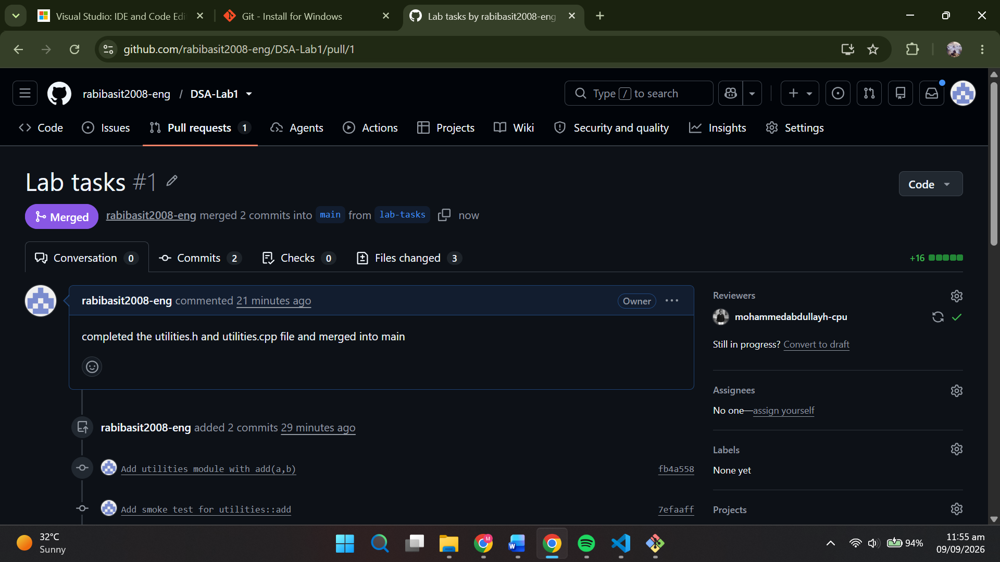 Visual Studio: IDE and Code Edi
Git - Install for Windows
Lab tasks by rabibasit2008-eng
github.com/rabibasit2008-eng/DSA-Lab1/pull/1
rabibasit2008-eng / DSA-Lab1
Type / to search
Code
Issues
Pull requests 1
Agents
Actions
Projects
Wiki
Security and quality
Insights
Settings
Lab tasks #1
Code
Merged
rabibasit2008-eng merged 2 commits into main from lab-tasks now
Conversation 0
Commits 2
Checks 0
Files changed 3
+16
rabibasit2008-eng commented 21 minutes ago
Owner
completed the utilities.h and utilities.cpp file and merged into main
rabibasit2008-eng added 2 commits 29 minutes ago
Add utilities module with add(a,b)
fb4a558
Add smoke test for utilities::add
7efaaff
Reviewers
mohammedabdullayh-cpu
Still in progress? Convert to draft
Assignees
No one—assign yourself
Labels
None yet
Projects
32°C
Sunny
M
W
94%
11:55 am
09/09/2026